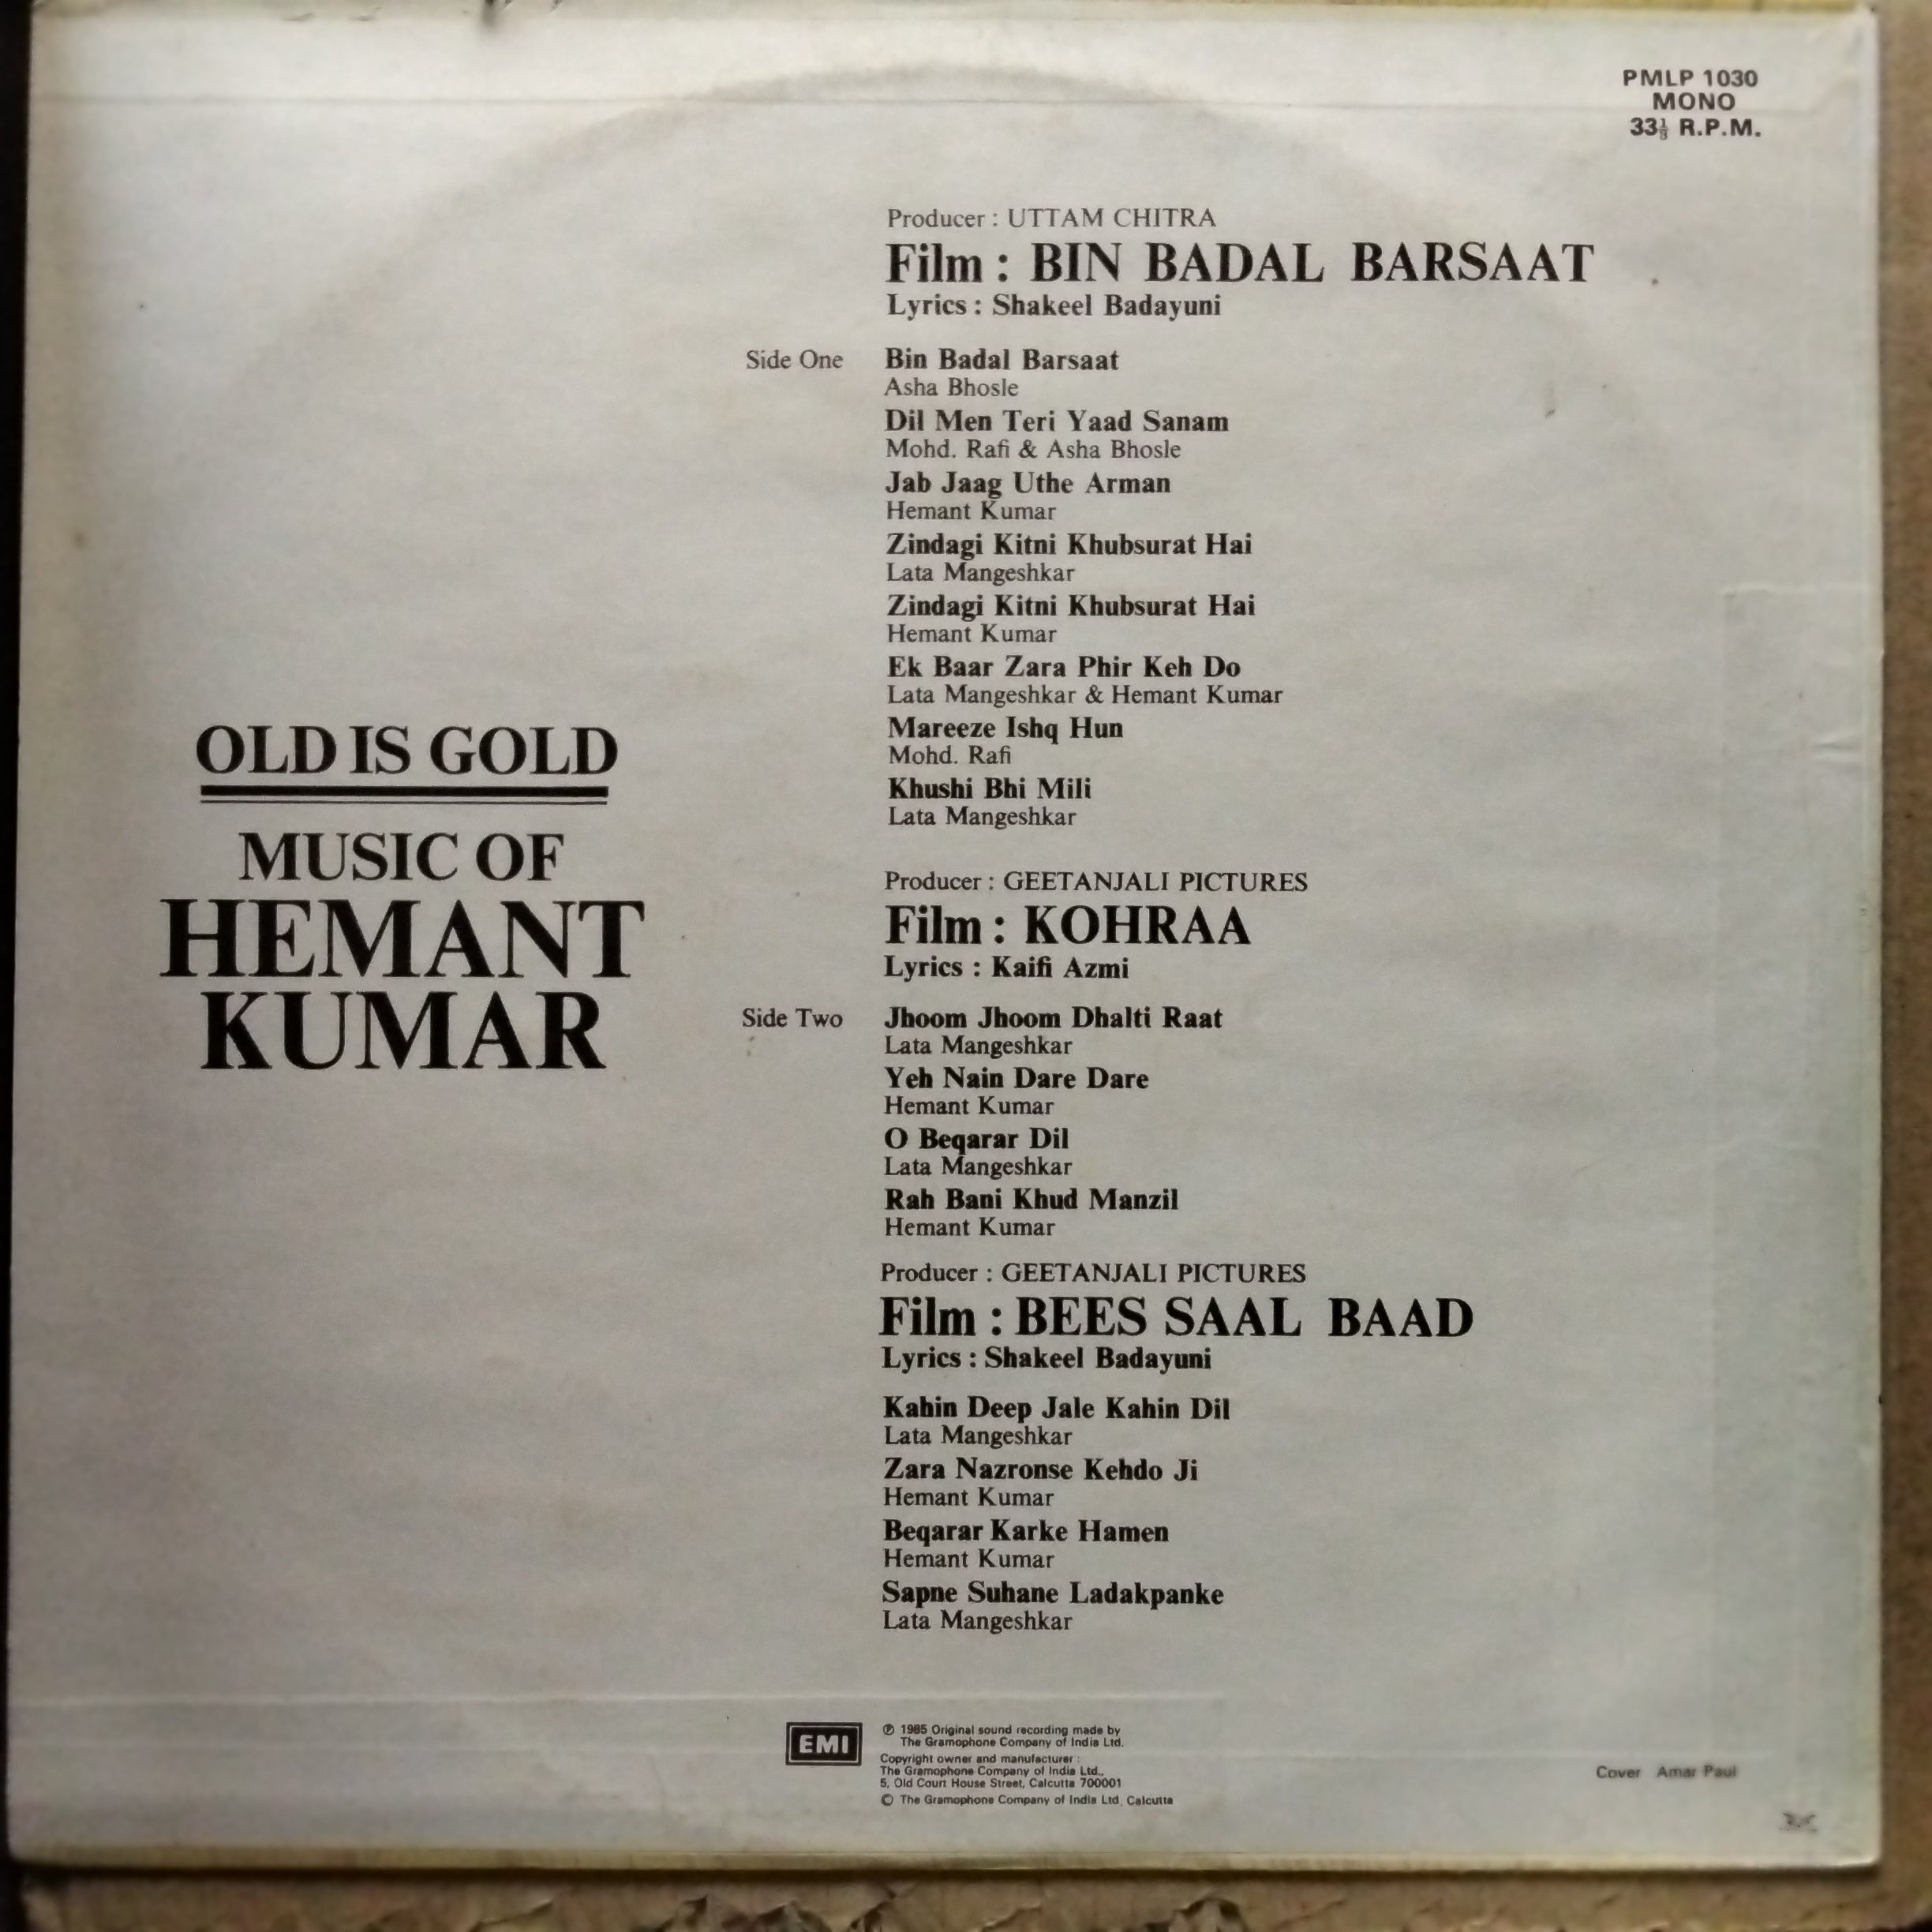 PMLP 1030
MONO
33⅓ R.P.M.
Producer : UTTAM CHITRA
Film : BIN BADAL BARSAAT
Lyrics : Shakeel Badayuni
Side One
Bin Badal Barsaat
Asha Bhosle
Dil Men Teri Yaad Sanam
Mohd. Rafi & Asha Bhosle
Jab Jaag Uthe Arman
Hemant Kumar
Zindagi Kitni Khubsurat Hai
Lata Mangeshkar
Zindagi Kitni Khubsurat Hai
Hemant Kumar
Ek Baar Zara Phir Keh Do
Lata Mangeshkar & Hemant Kumar
Mareeze Ishq Hun
Mohd. Rafi
Khushi Bhi Mili
Lata Mangeshkar
OLD IS GOLD
MUSIC OF
HEMANT
KUMAR
Producer : GEETANJALI PICTURES
Film : KOHRAA
Lyrics : Kaifi Azmi
Side Two
Jhoom Jhoom Dhalti Raat
Lata Mangeshkar
Yeh Nain Dare Dare
Hemant Kumar
O Beqarar Dil
Lata Mangeshkar
Rah Bani Khud Manzil
Hemant Kumar
Producer : GEETANJALI PICTURES
Film : BEES SAAL BAAD
Lyrics : Shakeel Badayuni
Kahin Deep Jale Kahin Dil
Lata Mangeshkar
Zara Nazronse Kehdo Ji
Hemant Kumar
Beqarar Karke Hamen
Hemant Kumar
Sapne Suhane Ladakpanke
Lata Mangeshkar
EMI
℗ 1985 Original sound recording made by
The Gramophone Company of India Ltd.
Copyright owner and manufacturer :
The Gramophone Company of India Ltd.,
5, Old Court House Street, Calcutta 700001
© The Gramophone Company of India Ltd, Calcutta
Cover Amar Paul